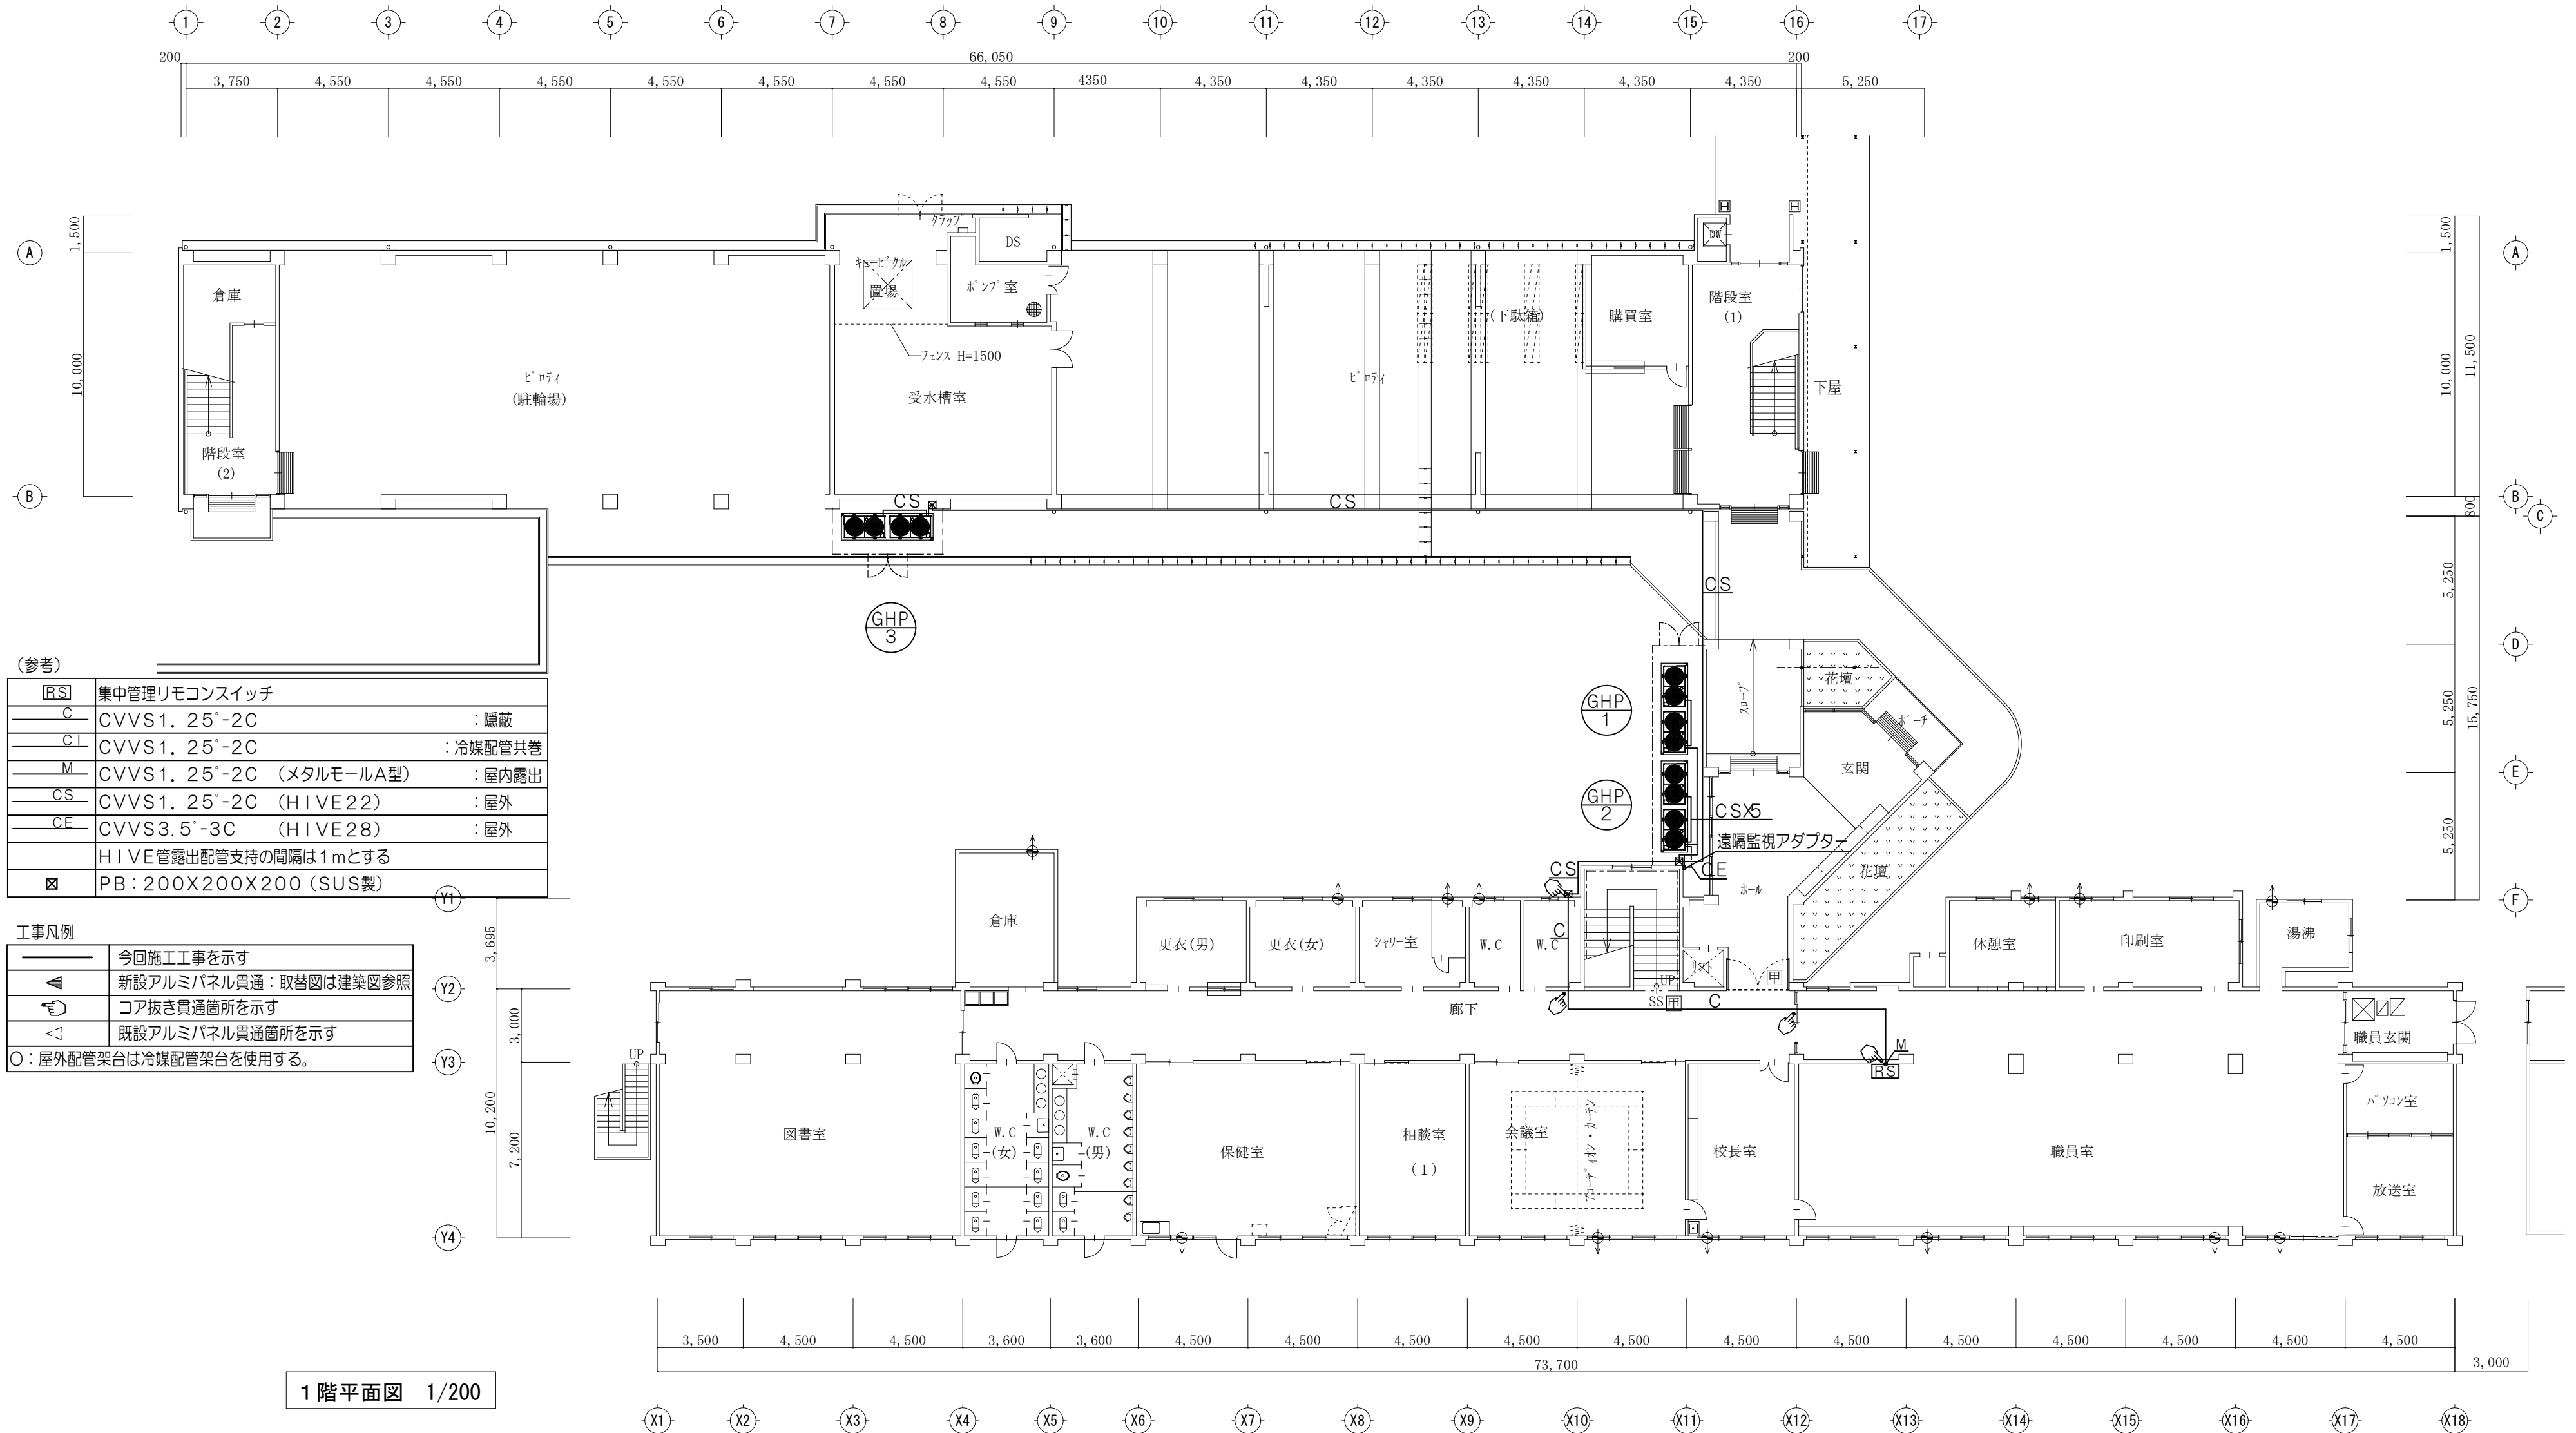 1 2 3 4 5 6 7 8 9 10 11 12 13 14 15 16 17
200 66,050 200
3,750 4,550 4,550 4,550 4,550 4,550 4,550 4,550 4350 4,350 4,350 4,350 4,350 4,350 4,350 5,250
A
1,500
10,000
B
タラップ
DS
キュービクル
置場
ポンプ室
フェンス H=1500
受水槽室
倉庫
階段室
(2)
ピロティ
(駐輪場)
ピロティ
(下駄箱)
購買室
H
H
DW
階段室
(1)
下屋
1,500
10,000
11,500
800
5,250
5,250
5,250
15,750
A
B
C
D
E
F
CS
CS
CS
GHP
3
GHP
1
GHP
2
CSX5
遠隔監視アダプター
CS
CE
スロープ
花壇
ポーチ
玄関
花壇
ホール
(参考)
RS 集中管理リモコンスイッチ
C CVVS1.25゜-2C :隠蔽
CI CVVS1.25゜-2C :冷媒配管共巻
M CVVS1.25゜-2C (メタルモールA型) :屋内露出
CS CVVS1.25゜-2C (HIVE22) :屋外
CE CVVS3.5゜-3C (HIVE28) :屋外
HIVE管露出配管支持の間隔は1mとする
PB:200X200X200(SUS製)
工事凡例
今回施工工事を示す
新設アルミパネル貫通:取替図は建築図参照
コア抜き貫通箇所を示す
既設アルミパネル貫通箇所を示す
○:屋外配管架台は冷媒配管架台を使用する。
Y1
Y2
Y3
Y4
3,695
3,000
10,200
7,200
倉庫
更衣(男)
更衣(女)
シャワー室
W.C
W.C
C
UP
リフト
SS
甲
甲
C
休憩室
印刷室
湯沸
廊下
職員玄関
M
RS
UP
図書室
W.C
(女)
W.C
(男)
保健室
相談室
(1)
会議室
アコーディオン・カーテン
校長室
職員室
パソコン室
放送室
3,500 4,500 4,500 3,600 3,600 4,500 4,500 4,500 4,500 4,500 4,500 4,500 4,500 4,500 4,500 4,500 4,500
73,700 3,000
1階平面図 1/200
X1 X2 X3 X4 X5 X6 X7 X8 X9 X10 X11 X12 X13 X14 X15 X16 X17 X18